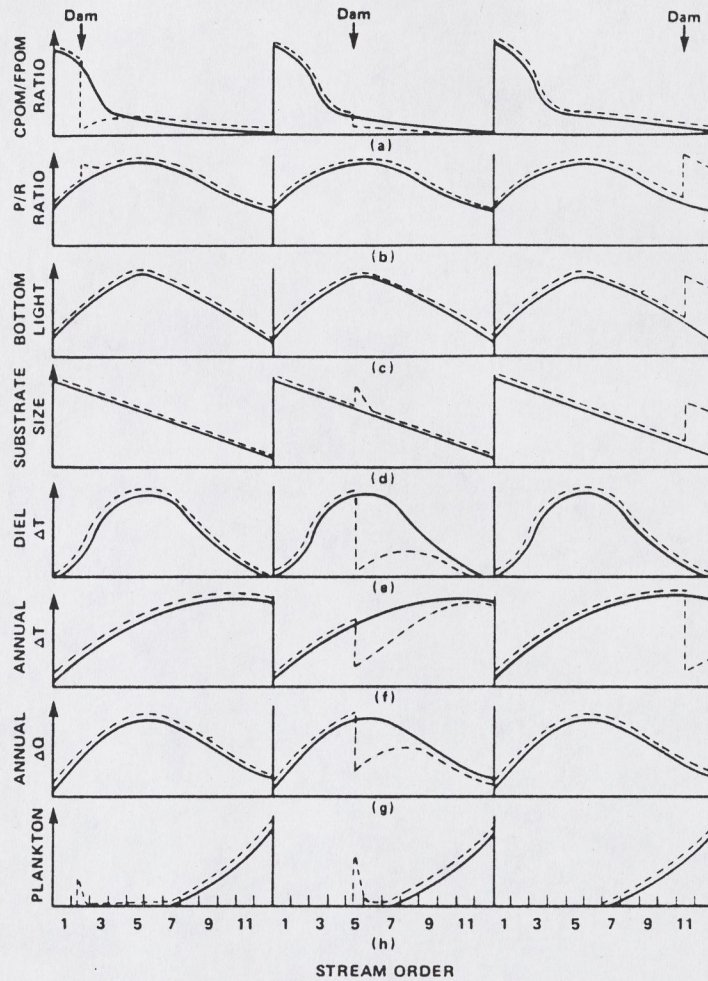 Dam Dam Dam
CPOM/FPOM
RATIO
(a)
P/R
RATIO
(b)
BOTTOM
LIGHT
(c)
SUBSTRATE
SIZE
(d)
DIEL
ΔT
(e)
ANNUAL
ΔT
(f)
ANNUAL
ΔQ
(g)
PLANKTON
1 3 5 7 9 11 1 3 5 7 9 11 1 3 5 7 9 11
(h)
STREAM ORDER